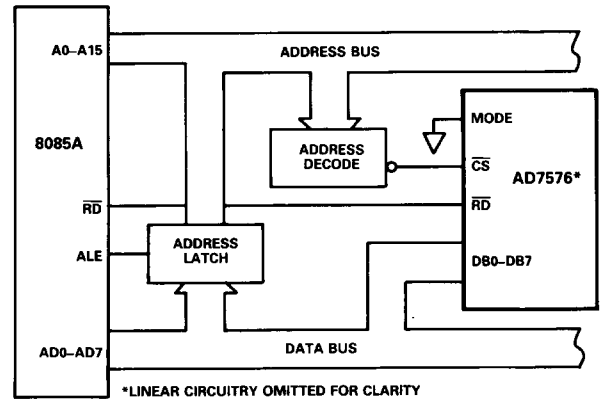 A0–A15
ADDRESS BUS
8085A
MODE
ADDRESS
DECODE
CS
AD7576*
RD
RD
ADDRESS
LATCH
ALE
DB0–DB7
AD0–AD7
DATA BUS
*LINEAR CIRCUITRY OMITTED FOR CLARITY